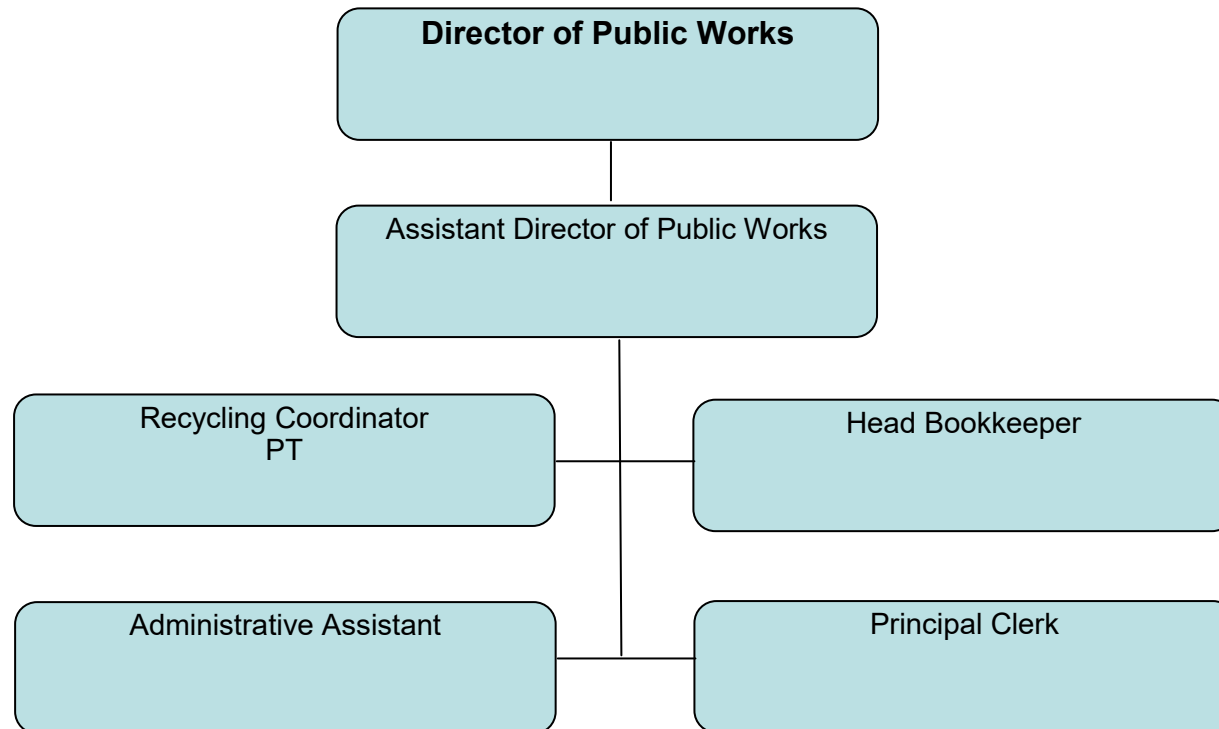 Director of Public Works
Assistant Director of Public Works
Recycling Coordinator
PT
Head Bookkeeper
Administrative Assistant
Principal Clerk